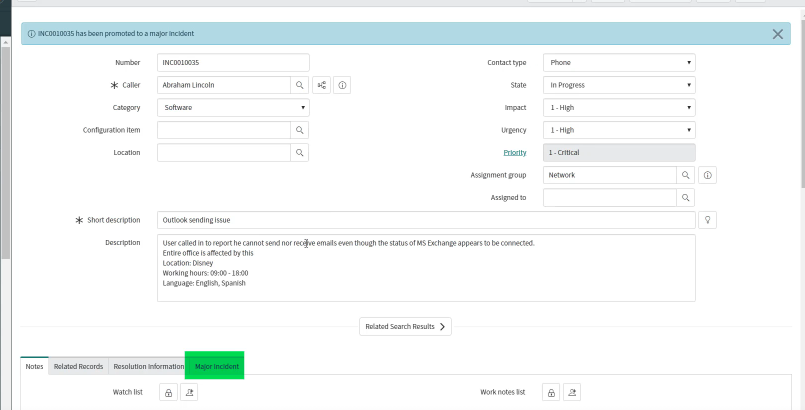 INC0010035 has been promoted to a major incident
Number INC0010035 Contact type Phone
Caller Abraham Lincoln State In Progress
Category Software Impact 1 - High
Configuration item Urgency 1 - High
Location Priority 1 - Critical
Assignment group Network
Assigned to
Short description Outlook sending issue
Description User called in to report he cannot send nor receive emails even though the status of MS Exchange appears to be connected.
Entire office is affected by this
Location: Disney
Working hours: 09:00 - 18:00
Language: English, Spanish
Related Search Results
Notes Related Records Resolution Information Major Incident
Watch list Work notes list